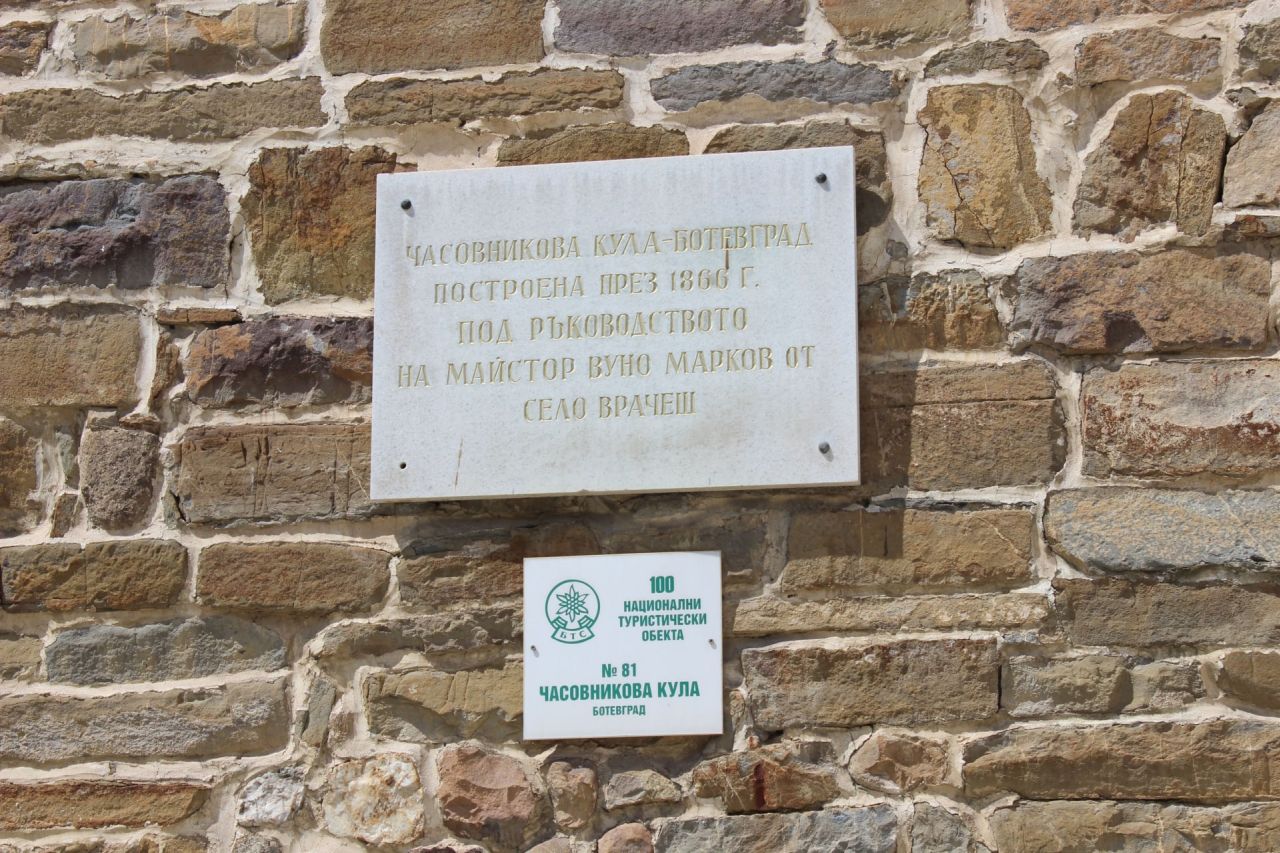 ЧАСОВНИКОВА КУЛА-БОТЕВГРАД
ПОСТРОЕНА ПРЕЗ 1866 Г.
ПОД РЪКОВОДСТВОТО
НА МАЙСТОР ВУНО МАРКОВ ОТ
СЕЛО ВРАЧЕШ
БТС
100
НАЦИОНАЛНИ
ТУРИСТИЧЕСКИ
ОБЕКТА
№ 81
ЧАСОВНИКОВА КУЛА
БОТЕВГРАД